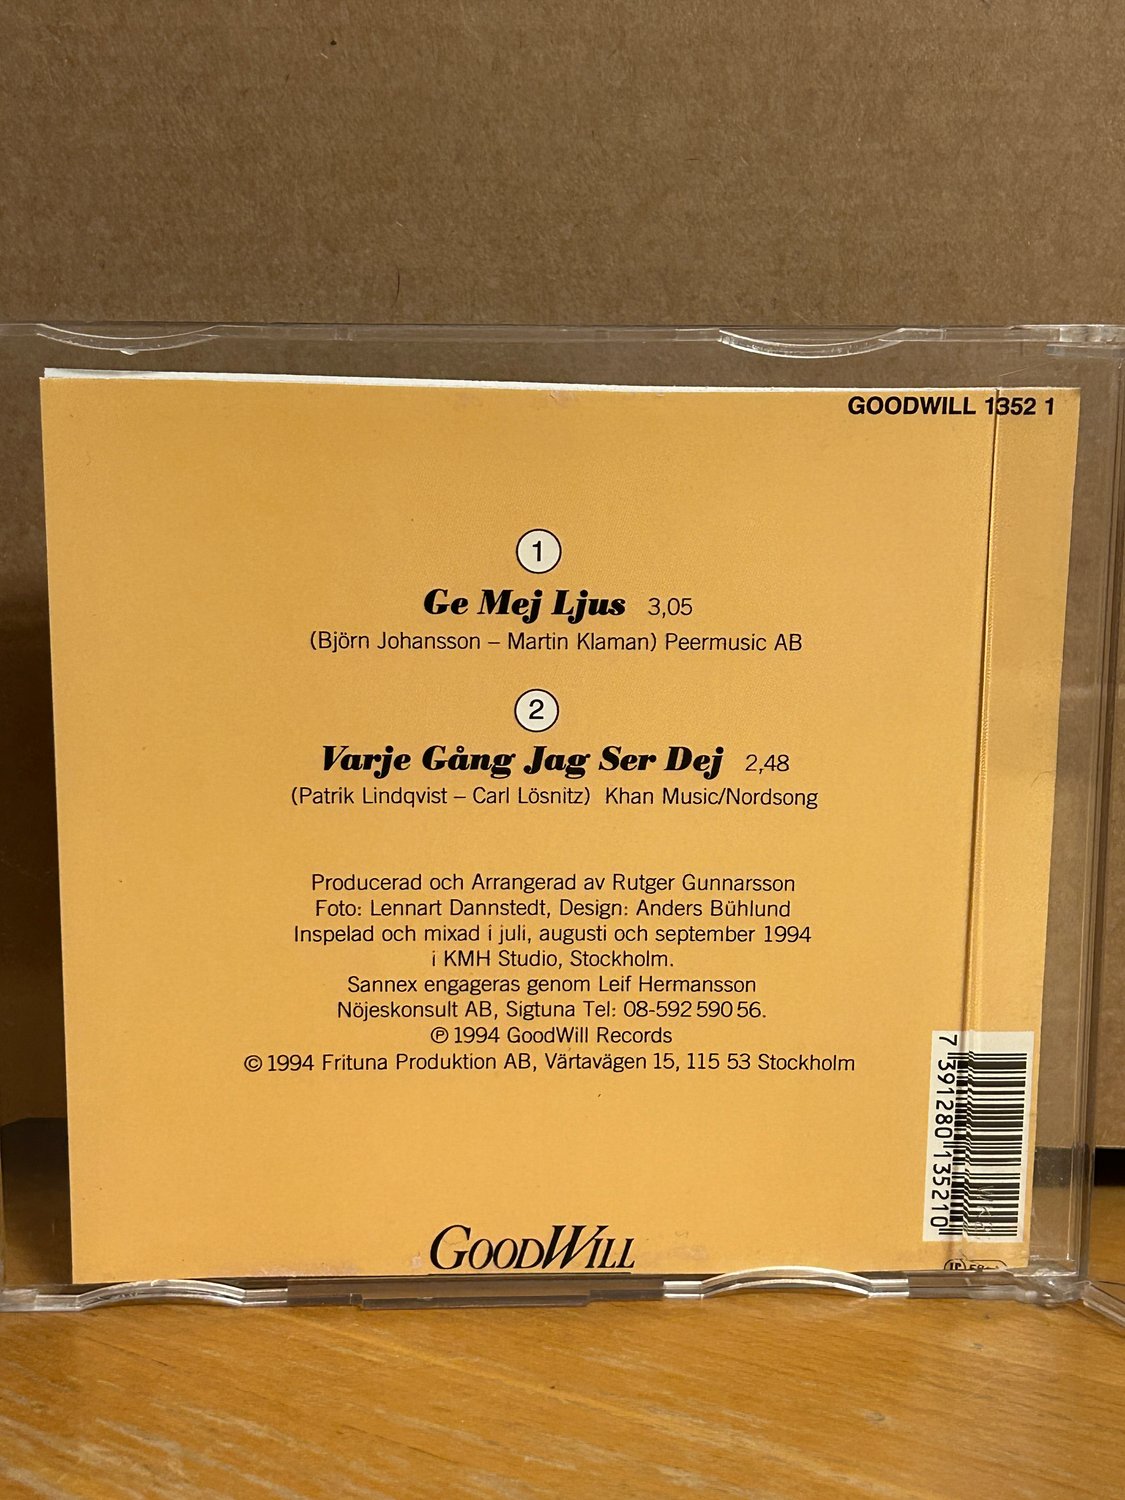 GOODWILL 1352 1
1
Ge Mej Ljus 3,05
(Björn Johansson – Martin Klaman) Peermusic AB
2
Varje Gång Jag Ser Dej 2,48
(Patrik Lindqvist – Carl Lösnitz) Khan Music/Nordsong
Producerad och Arrangerad av Rutger Gunnarsson
Foto: Lennart Dannstedt, Design: Anders Bühlund
Inspelad och mixad i juli, augusti och september 1994
i KMH Studio, Stockholm.
Sannex engageras genom Leif Hermansson
Nöjeskonsult AB, Sigtuna Tel: 08-592 590 56.
℗ 1994 GoodWill Records
© 1994 Frituna Produktion AB, Värtavägen 15, 115 53 Stockholm
7 391280 135210
GOODWILL